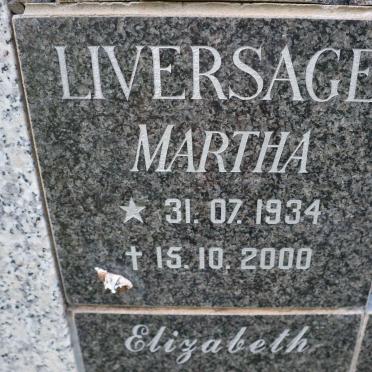 LIVERSAGE
MARTHA
★ 31. 07. 1934
† 15. 10. 2000
Elizabeth